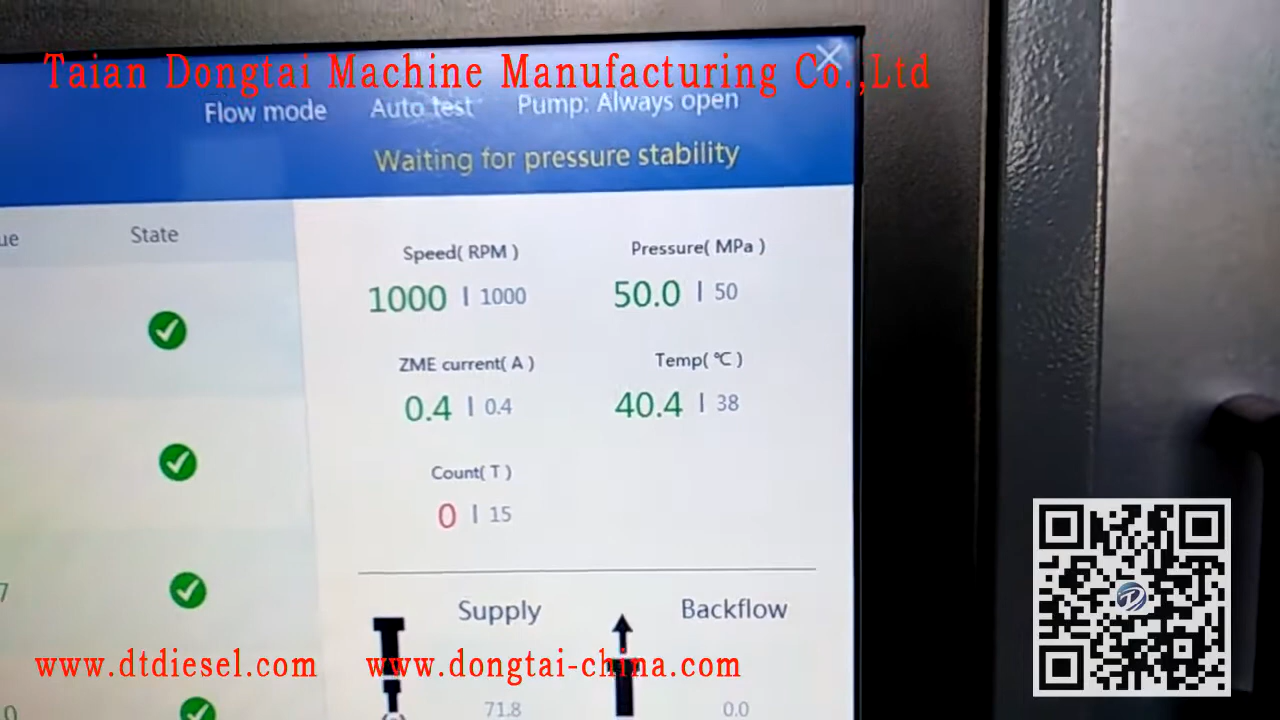 Taian Dongtai Machine Manufacturing Co.,Ltd
Flow mode Auto test Pump: Always open
Waiting for pressure stability
ue State
Speed( RPM ) Pressure( MPa )
1000 | 1000 50.0 | 50
ZME current( A ) Temp( ℃ )
0.4 | 0.4 40.4 | 38
Count( T )
0 | 15
7
Supply Backflow
www.dtdiesel.com www.dongtai-china.com
0 71.8 0.0